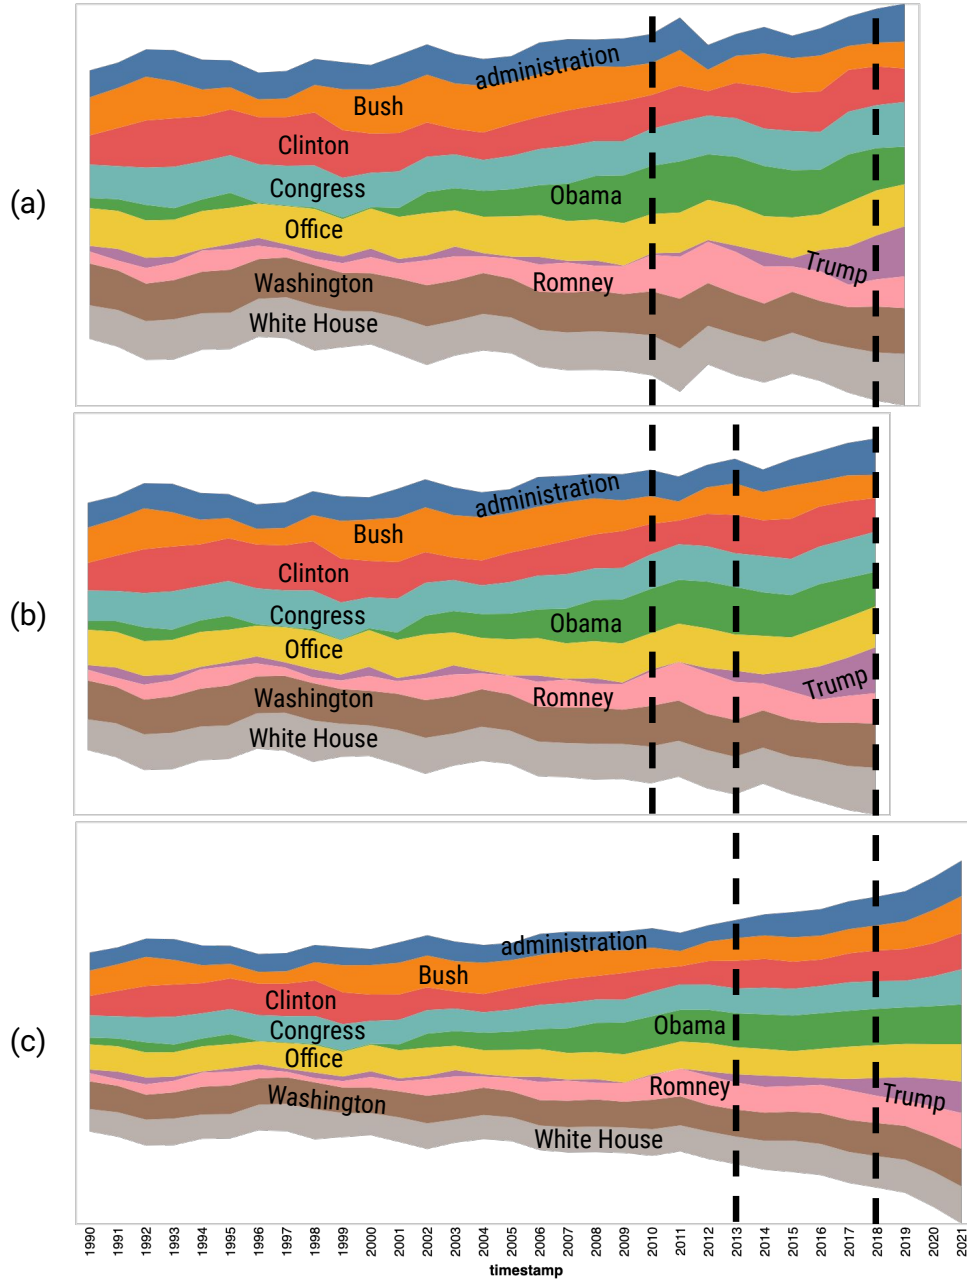 (a)
administration
Bush
Clinton
Congress
Obama
Office
Trump
Washington
Romney
White House
(b)
administration
Bush
Clinton
Congress
Obama
Office
Trump
Washington
Romney
White House
(c)
administration
Bush
Clinton
Congress
Obama
Office
Romney
Trump
Washington
White House
1990 1991 1992 1993 1994 1995 1996 1997 1998 1999 2000 2001 2002 2003 2004 2005 2006 2007 2008 2009 2010 2011 2012 2013 2014 2015 2016 2017 2018 2019 2020 2021
timestamp